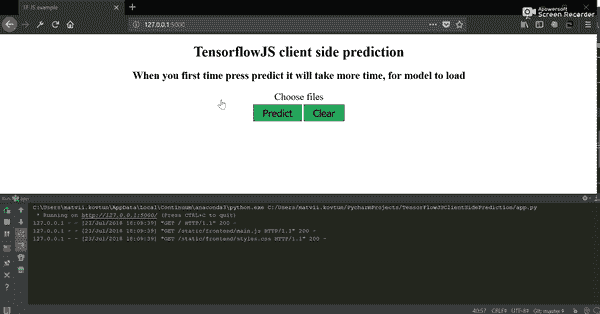 TF JS example
Apowersoft
Screen Recorder
127.0.0.1:5000
TensorflowJS client side prediction
When you first time press predict it will take more time, for model to load
Choose files
Predict Clear
C:\Users\matvii.kovtun\AppData\Local\Continuum\anaconda3\python.exe C:/Users/matvii.kovtun/PycharmProjects/TensorflowJSClientSidePrediction/app.py
* Running on http://127.0.0.1:5000/ (Press CTRL+C to quit)
127.0.0.1 - - [23/Jul/2018 18:09:39] "GET / HTTP/1.1" 200 -
127.0.0.1 - - [23/Jul/2018 18:09:39] "GET /static/frontend/main.js HTTP/1.1" 200 -
127.0.0.1 - - [23/Jul/2018 18:09:39] "GET /static/frontend/styles.css HTTP/1.1" 200 -
40:57 CRLF UTF-8 Git: master